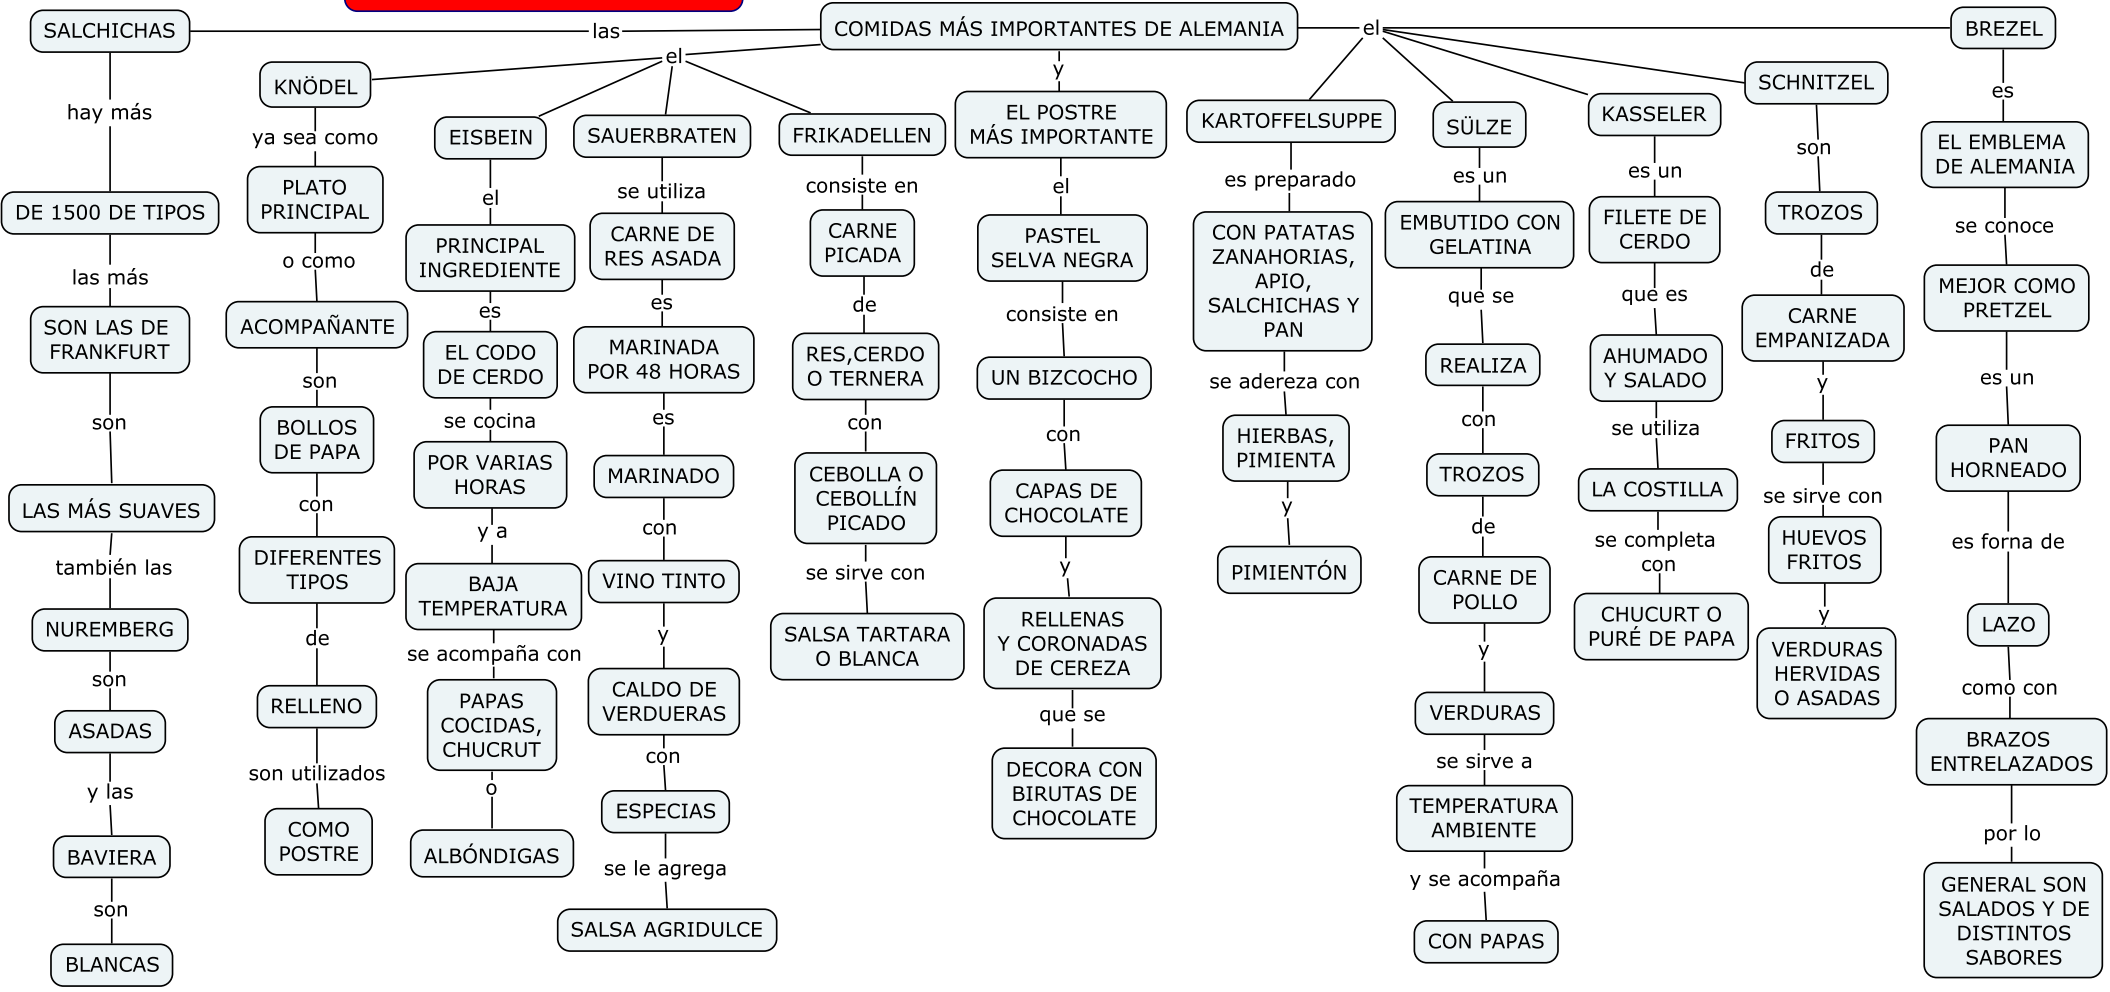 COMIDAS MÁS IMPORTANTES DE ALEMANIA
las
SALCHICHAS
hay más
DE 1500 DE TIPOS
las más
SON LAS DE
FRANKFURT
son
LAS MÁS SUAVES
también las
NUREMBERG
son
ASADAS
y las
BAVIERA
son
BLANCAS
el
KNÖDEL
ya sea como
PLATO
PRINCIPAL
o como
ACOMPAÑANTE
son
BOLLOS
DE PAPA
con
DIFERENTES
TIPOS
de
RELLENO
son utilizados
COMO
POSTRE
EISBEIN
el
PRINCIPAL
INGREDIENTE
es
EL CODO
DE CERDO
se cocina
POR VARIAS
HORAS
y a
BAJA
TEMPERATURA
se acompaña con
PAPAS
COCIDAS,
CHUCRUT
o
ALBÓNDIGAS
SAUERBRATEN
se utiliza
CARNE DE
RES ASADA
es
MARINADA
POR 48 HORAS
es
MARINADO
con
VINO TINTO
y
CALDO DE
VERDUERAS
con
ESPECIAS
se le agrega
SALSA AGRIDULCE
FRIKADELLEN
consiste en
CARNE
PICADA
de
RES,CERDO
O TERNERA
con
CEBOLLA O
CEBOLLÍN
PICADO
se sirve con
SALSA TARTARA
O BLANCA
y
EL POSTRE
MÁS IMPORTANTE
el
PASTEL
SELVA NEGRA
consiste en
UN BIZCOCHO
con
CAPAS DE
CHOCOLATE
y
RELLENAS
Y CORONADAS
DE CEREZA
que se
DECORA CON
BIRUTAS DE
CHOCOLATE
el
KARTOFFELSUPPE
es preparado
CON PATATAS
ZANAHORIAS,
APIO,
SALCHICHAS Y
PAN
se adereza con
HIERBAS,
PIMIENTA
y
PIMIENTÓN
SÜLZE
es un
EMBUTIDO CON
GELATINA
que se
REALIZA
con
TROZOS
de
CARNE DE
POLLO
y
VERDURAS
se sirve a
TEMPERATURA
AMBIENTE
y se acompaña
CON PAPAS
KASSELER
es un
FILETE DE
CERDO
que es
AHUMADO
Y SALADO
se utiliza
LA COSTILLA
se completa
con
CHUCURT O
PURÉ DE PAPA
SCHNITZEL
son
TROZOS
de
CARNE
EMPANIZADA
y
FRITOS
se sirve con
HUEVOS
FRITOS
y
VERDURAS
HERVIDAS
O ASADAS
BREZEL
es
EL EMBLEMA
DE ALEMANIA
se conoce
MEJOR COMO
PRETZEL
es un
PAN
HORNEADO
es forna de
LAZO
como con
BRAZOS
ENTRELAZADOS
por lo
GENERAL SON
SALADOS Y DE
DISTINTOS
SABORES